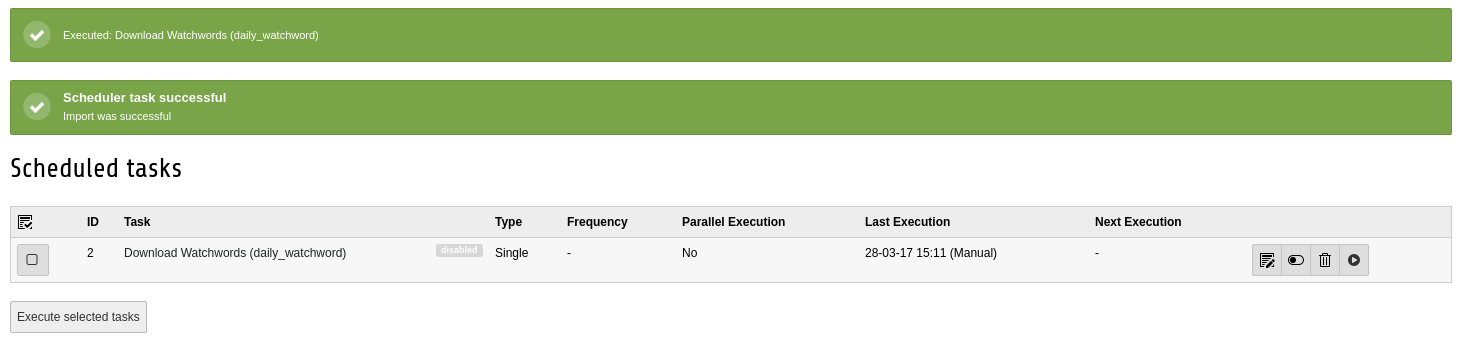 Executed: Download Watchwords (daily_watchword)
Scheduler task successful
Import was successful
Scheduled tasks
ID Task Type Frequency Parallel Execution Last Execution Next Execution
2 Download Watchwords (daily_watchword) disabled Single - No 28-03-17 15:11 (Manual) -
Execute selected tasks